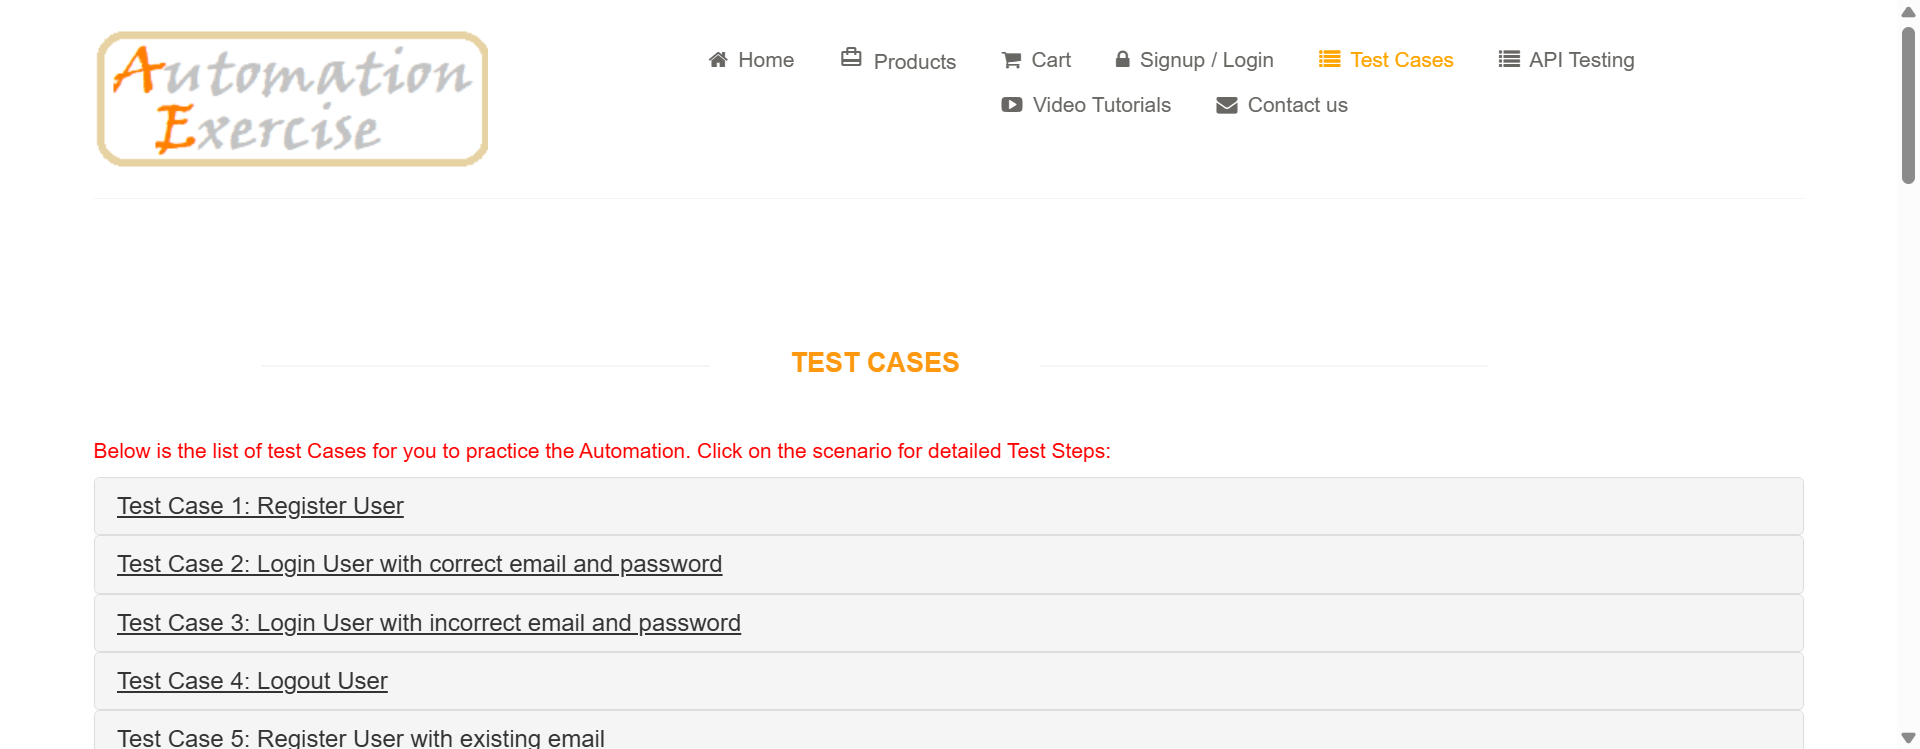 Automation
Exercise
Home
Products
Cart
Signup / Login
Test Cases
API Testing
Video Tutorials
Contact us
TEST CASES
Below is the list of test Cases for you to practice the Automation. Click on the scenario for detailed Test Steps:
Test Case 1: Register User
Test Case 2: Login User with correct email and password
Test Case 3: Login User with incorrect email and password
Test Case 4: Logout User
Test Case 5: Register User with existing email